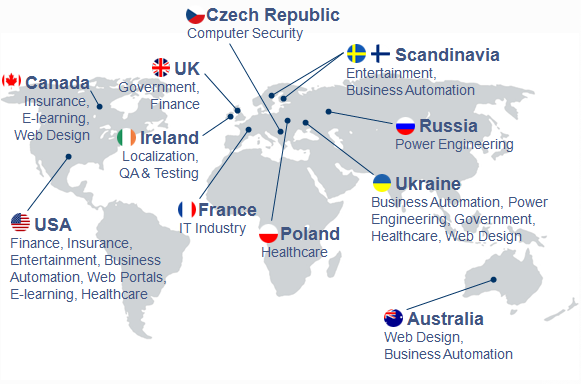 Czech Republic
Computer Security
UK
Government,
Finance
Scandinavia
Entertainment,
Business Automation
Canada
Insurance,
E-learning,
Web Design
Ireland
Localization,
QA & Testing
Russia
Power Engineering
Ukraine
Business Automation, Power
Engineering, Government,
Healthcare, Web Design
France
IT Industry
Poland
Healthcare
USA
Finance, Insurance,
Entertainment, Business
Automation, Web Portals,
E-learning, Healthcare
Australia
Web Design,
Business Automation